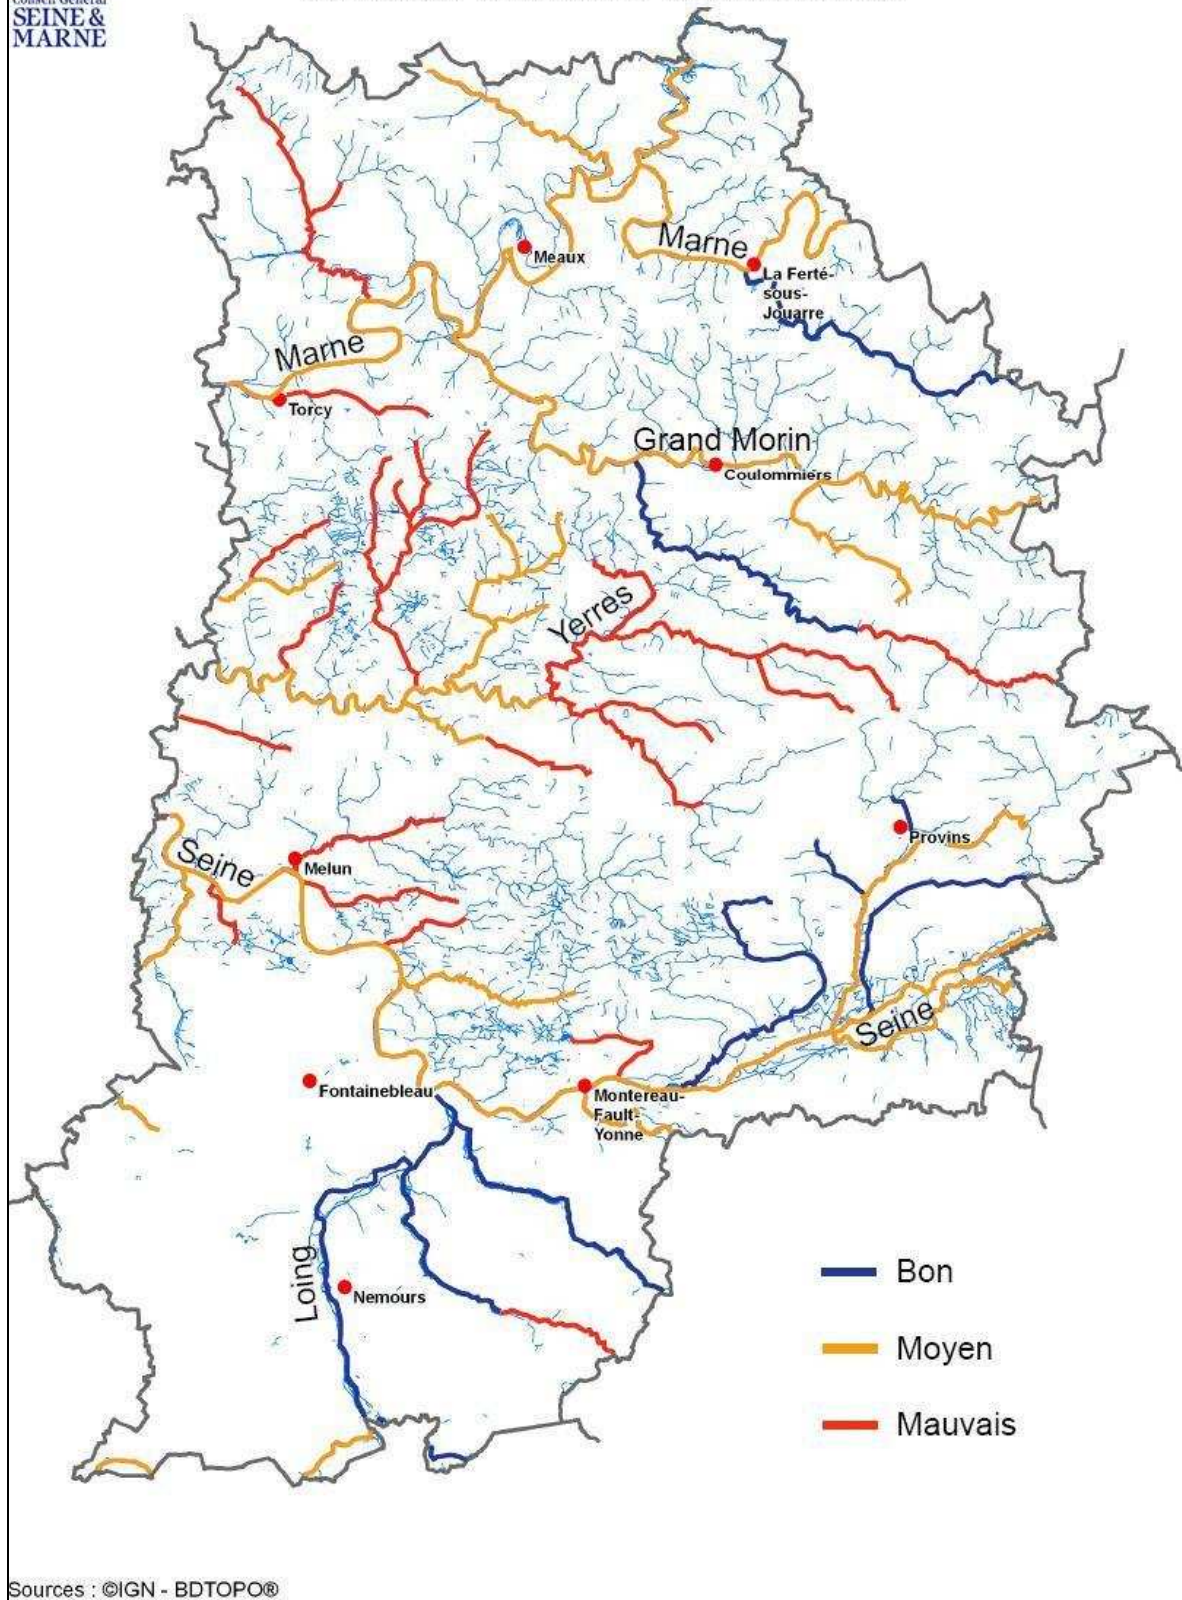 SEINE &
MARNE
Meaux
Marne
La Ferté-
sous-
Jouarre
Marne
Torcy
Grand Morin
Coulommiers
Yerres
Provins
Seine
Melun
Seine
Fontainebleau
Montereau-
Fault-
Yonne
Loing
Nemours
Bon
Moyen
Mauvais
Sources : ©IGN - BDTOPO®